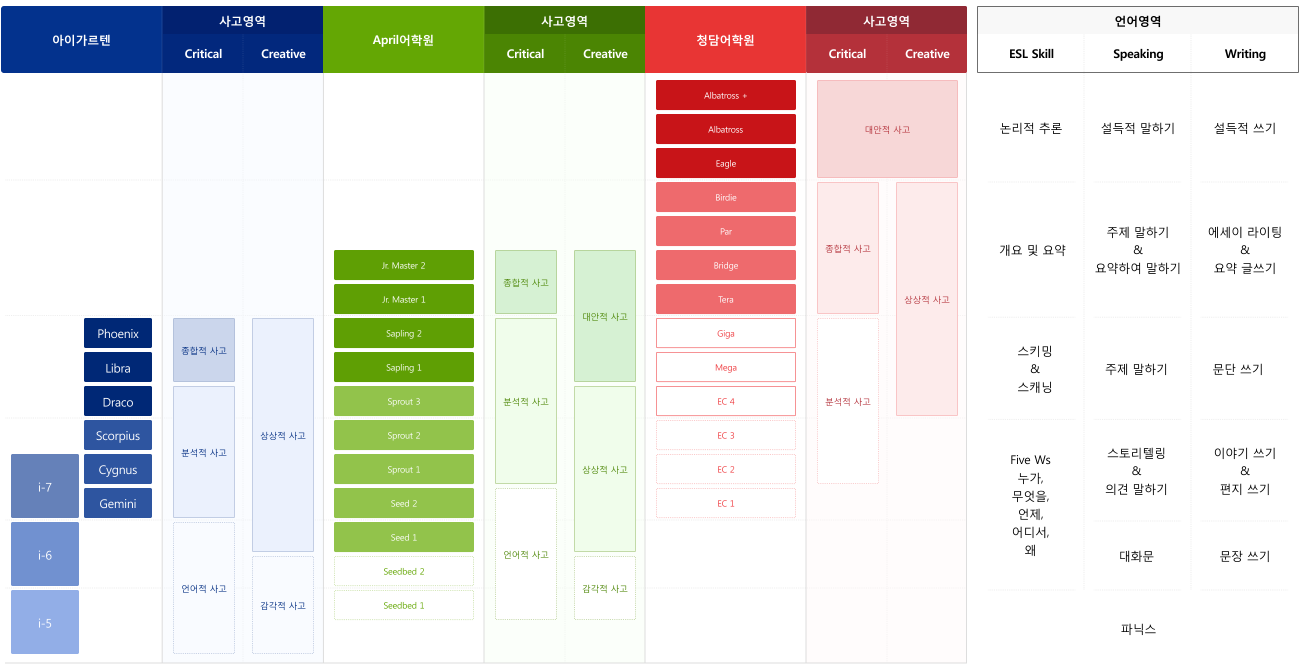 아이가르텐
사고영역
Critical
Creative
April어학원
사고영역
Critical
Creative
청담어학원
사고영역
Critical
Creative
언어영역
ESL Skill
Speaking
Writing
Phoenix
Libra
Draco
Scorpius
Cygnus
Gemini
i-7
i-6
i-5
종합적 사고
분석적 사고
언어적 사고
상상적 사고
감각적 사고
Jr. Master 2
Jr. Master 1
Sapling 2
Sapling 1
Sprout 3
Sprout 2
Sprout 1
Seed 2
Seed 1
Seedbed 2
Seedbed 1
종합적 사고
분석적 사고
언어적 사고
대안적 사고
상상적 사고
감각적 사고
Albatross +
Albatross
Eagle
Birdie
Par
Bridge
Tera
Giga
Mega
EC 4
EC 3
EC 2
EC 1
대안적 사고
종합적 사고
분석적 사고
상상적 사고
논리적 추론
설득적 말하기
설득적 쓰기
개요 및 요약
주제 말하기
&
요약하여 말하기
에세이 라이팅
&
요약 글쓰기
스키밍
&
스캐닝
주제 말하기
문단 쓰기
Five Ws
누가,
무엇을,
언제,
어디서,
왜
스토리텔링
&
의견 말하기
이야기 쓰기
&
편지 쓰기
대화문
문장 쓰기
파닉스